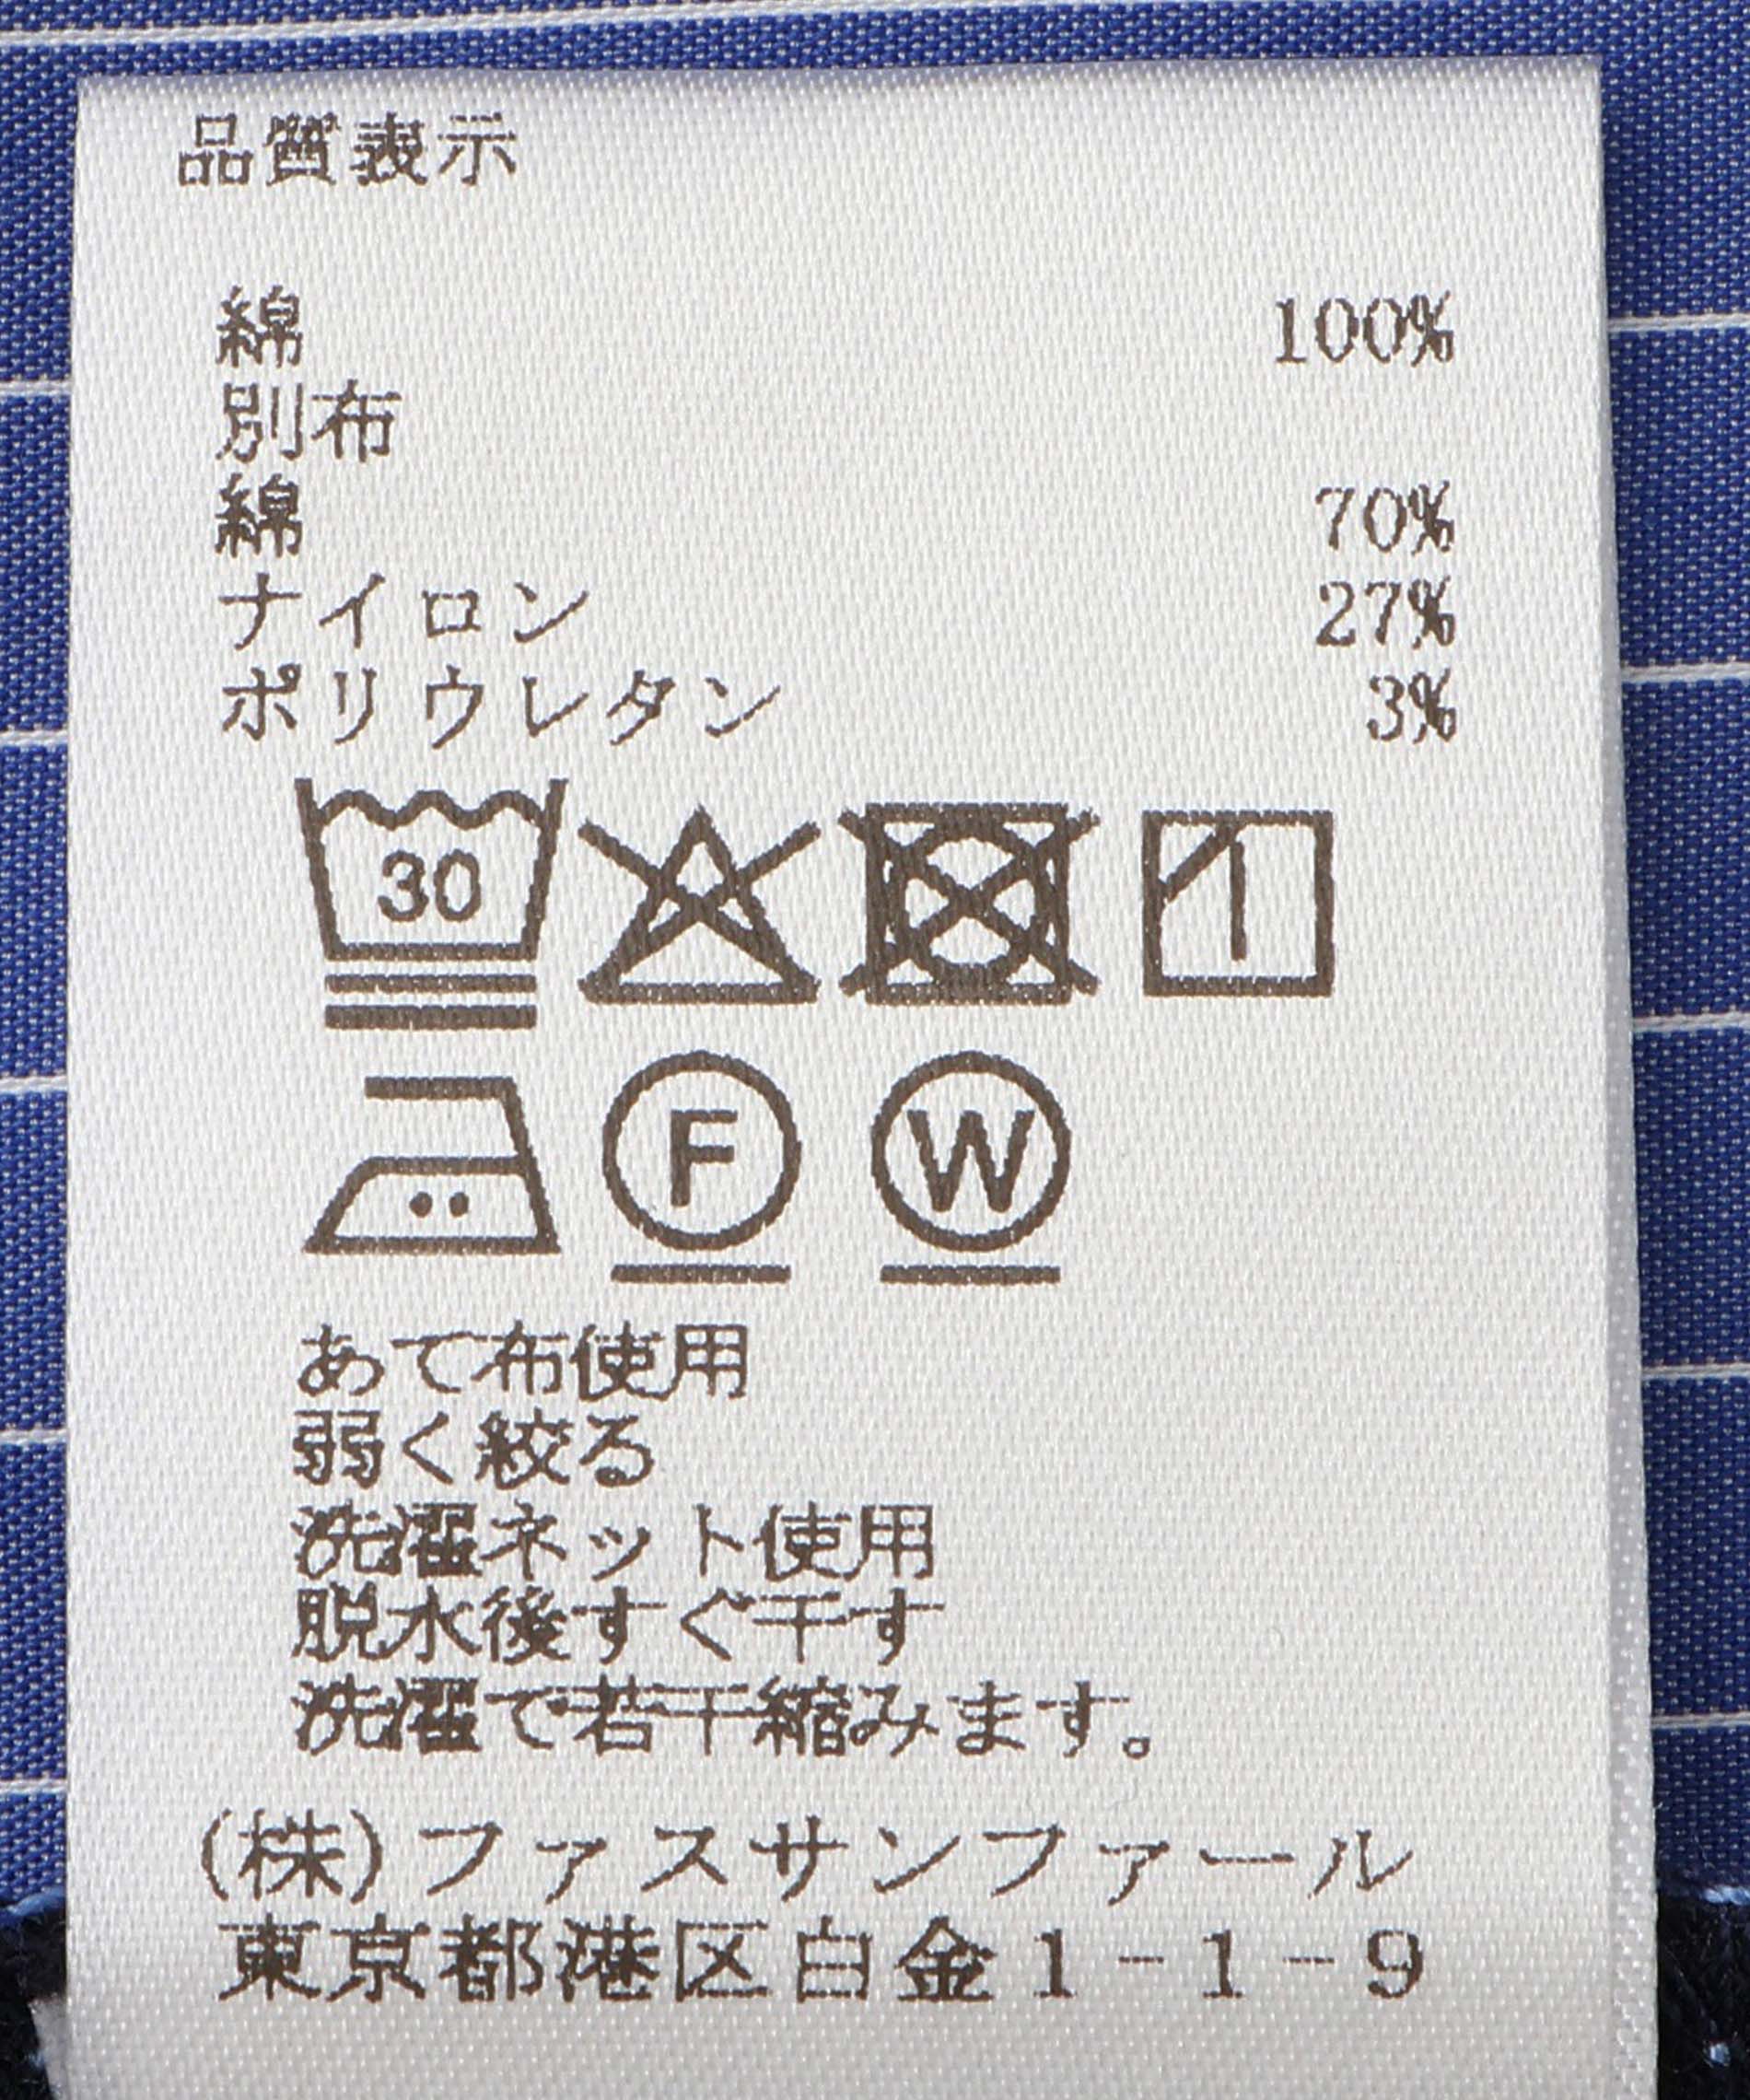 品質表示
綿 100%
別布
綿 70%
ナイロン 27%
ポリウレタン 3%
30
F W
あて布使用
弱く絞る
洗濯ネット使用
脱水後すぐ干す
洗濯で若干縮みます。
(株)ファスサンファール
東京都港区白金1-1-9